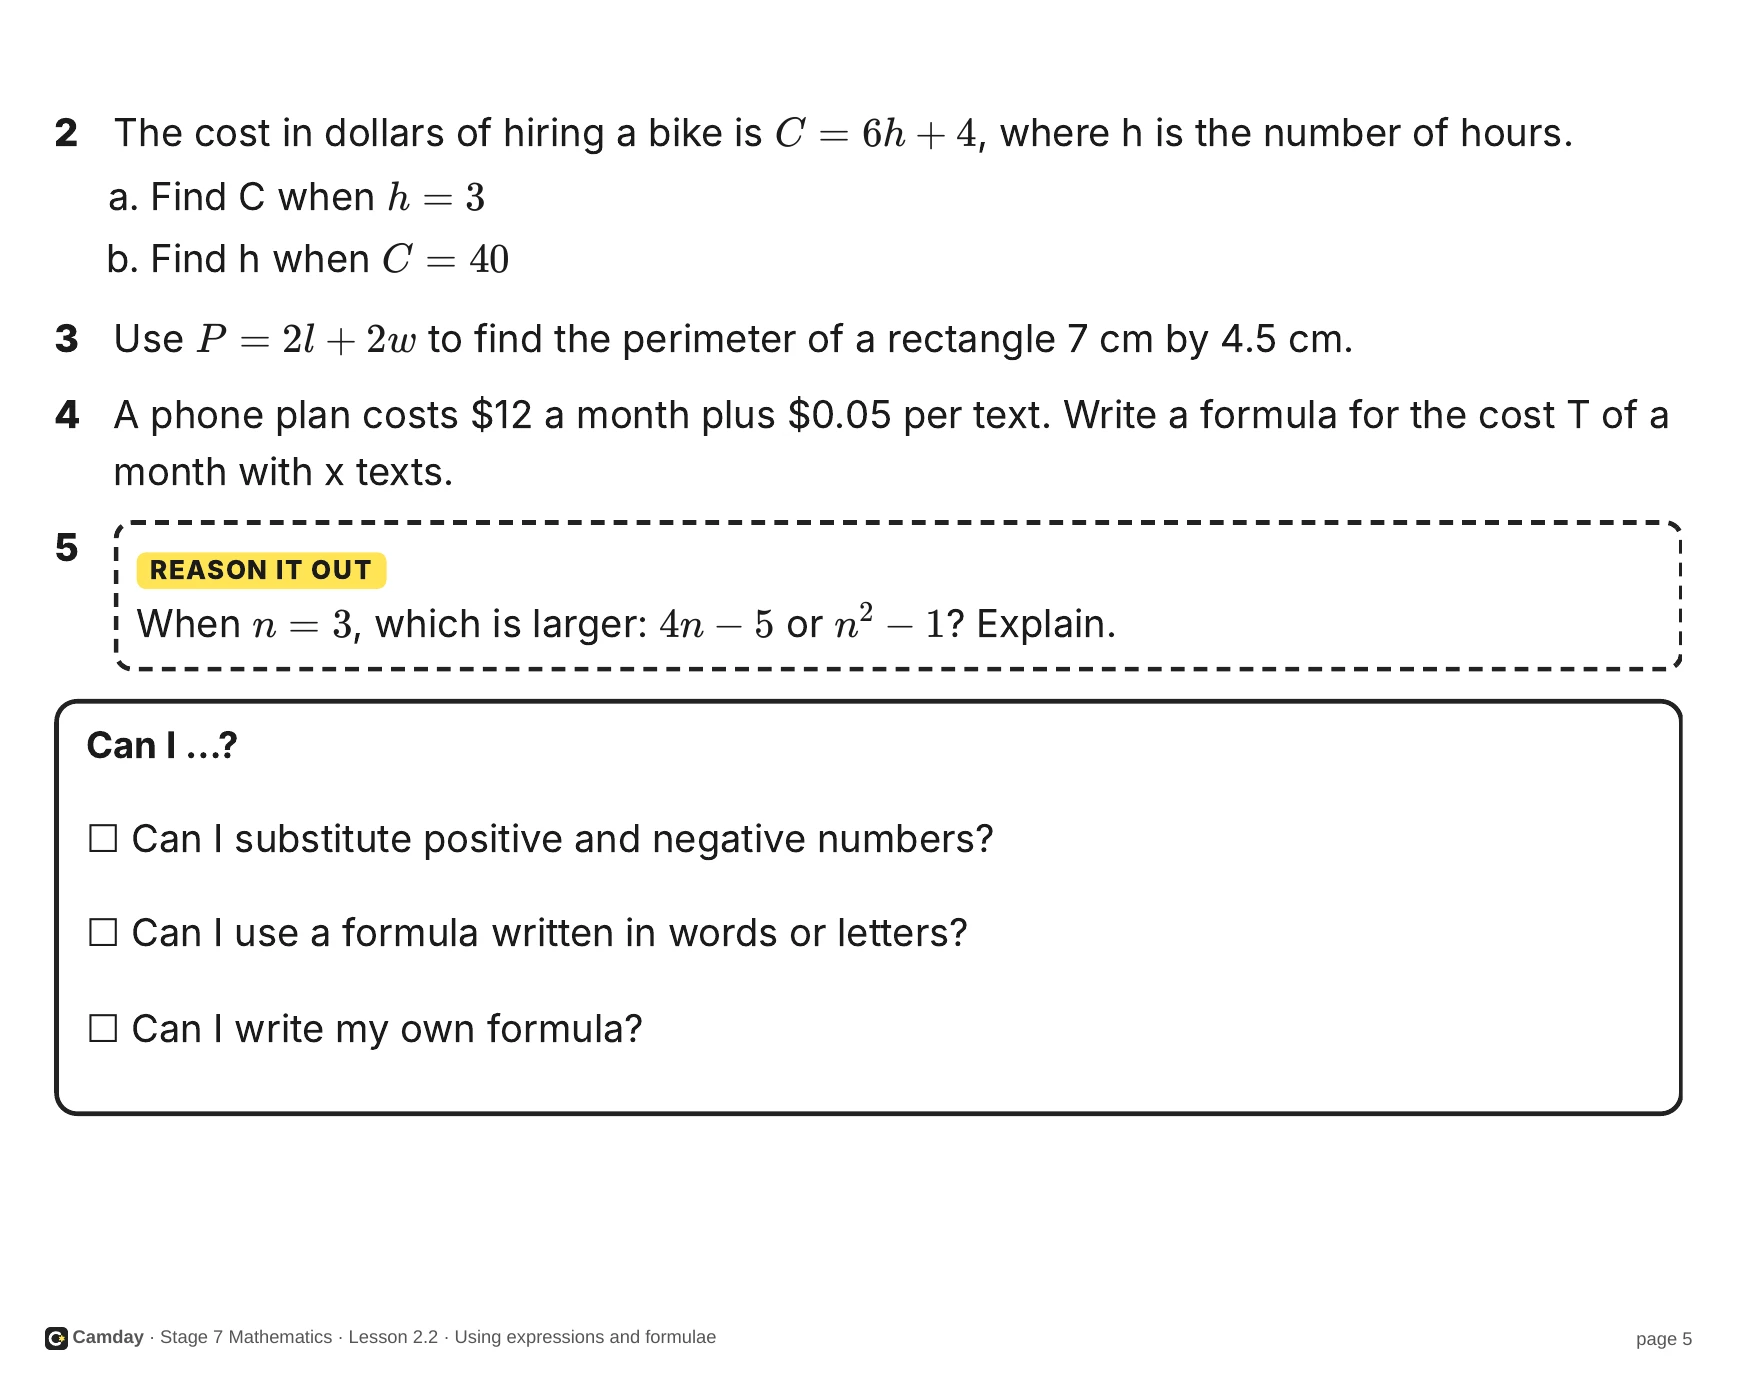 2 The cost in dollars of hiring a bike is C = 6h + 4, where h is the number of hours.
a. Find C when h = 3
b. Find h when C = 40
3 Use P = 2l + 2w to find the perimeter of a rectangle 7 cm by 4.5 cm.
4 A phone plan costs $12 a month plus $0.05 per text. Write a formula for the cost T of a
month with x texts.
5
REASON IT OUT
When n = 3, which is larger: 4n − 5 or n² − 1? Explain.
Can I ...?
☐ Can I substitute positive and negative numbers?
☐ Can I use a formula written in words or letters?
☐ Can I write my own formula?
Camday · Stage 7 Mathematics · Lesson 2.2 · Using expressions and formulae
page 5